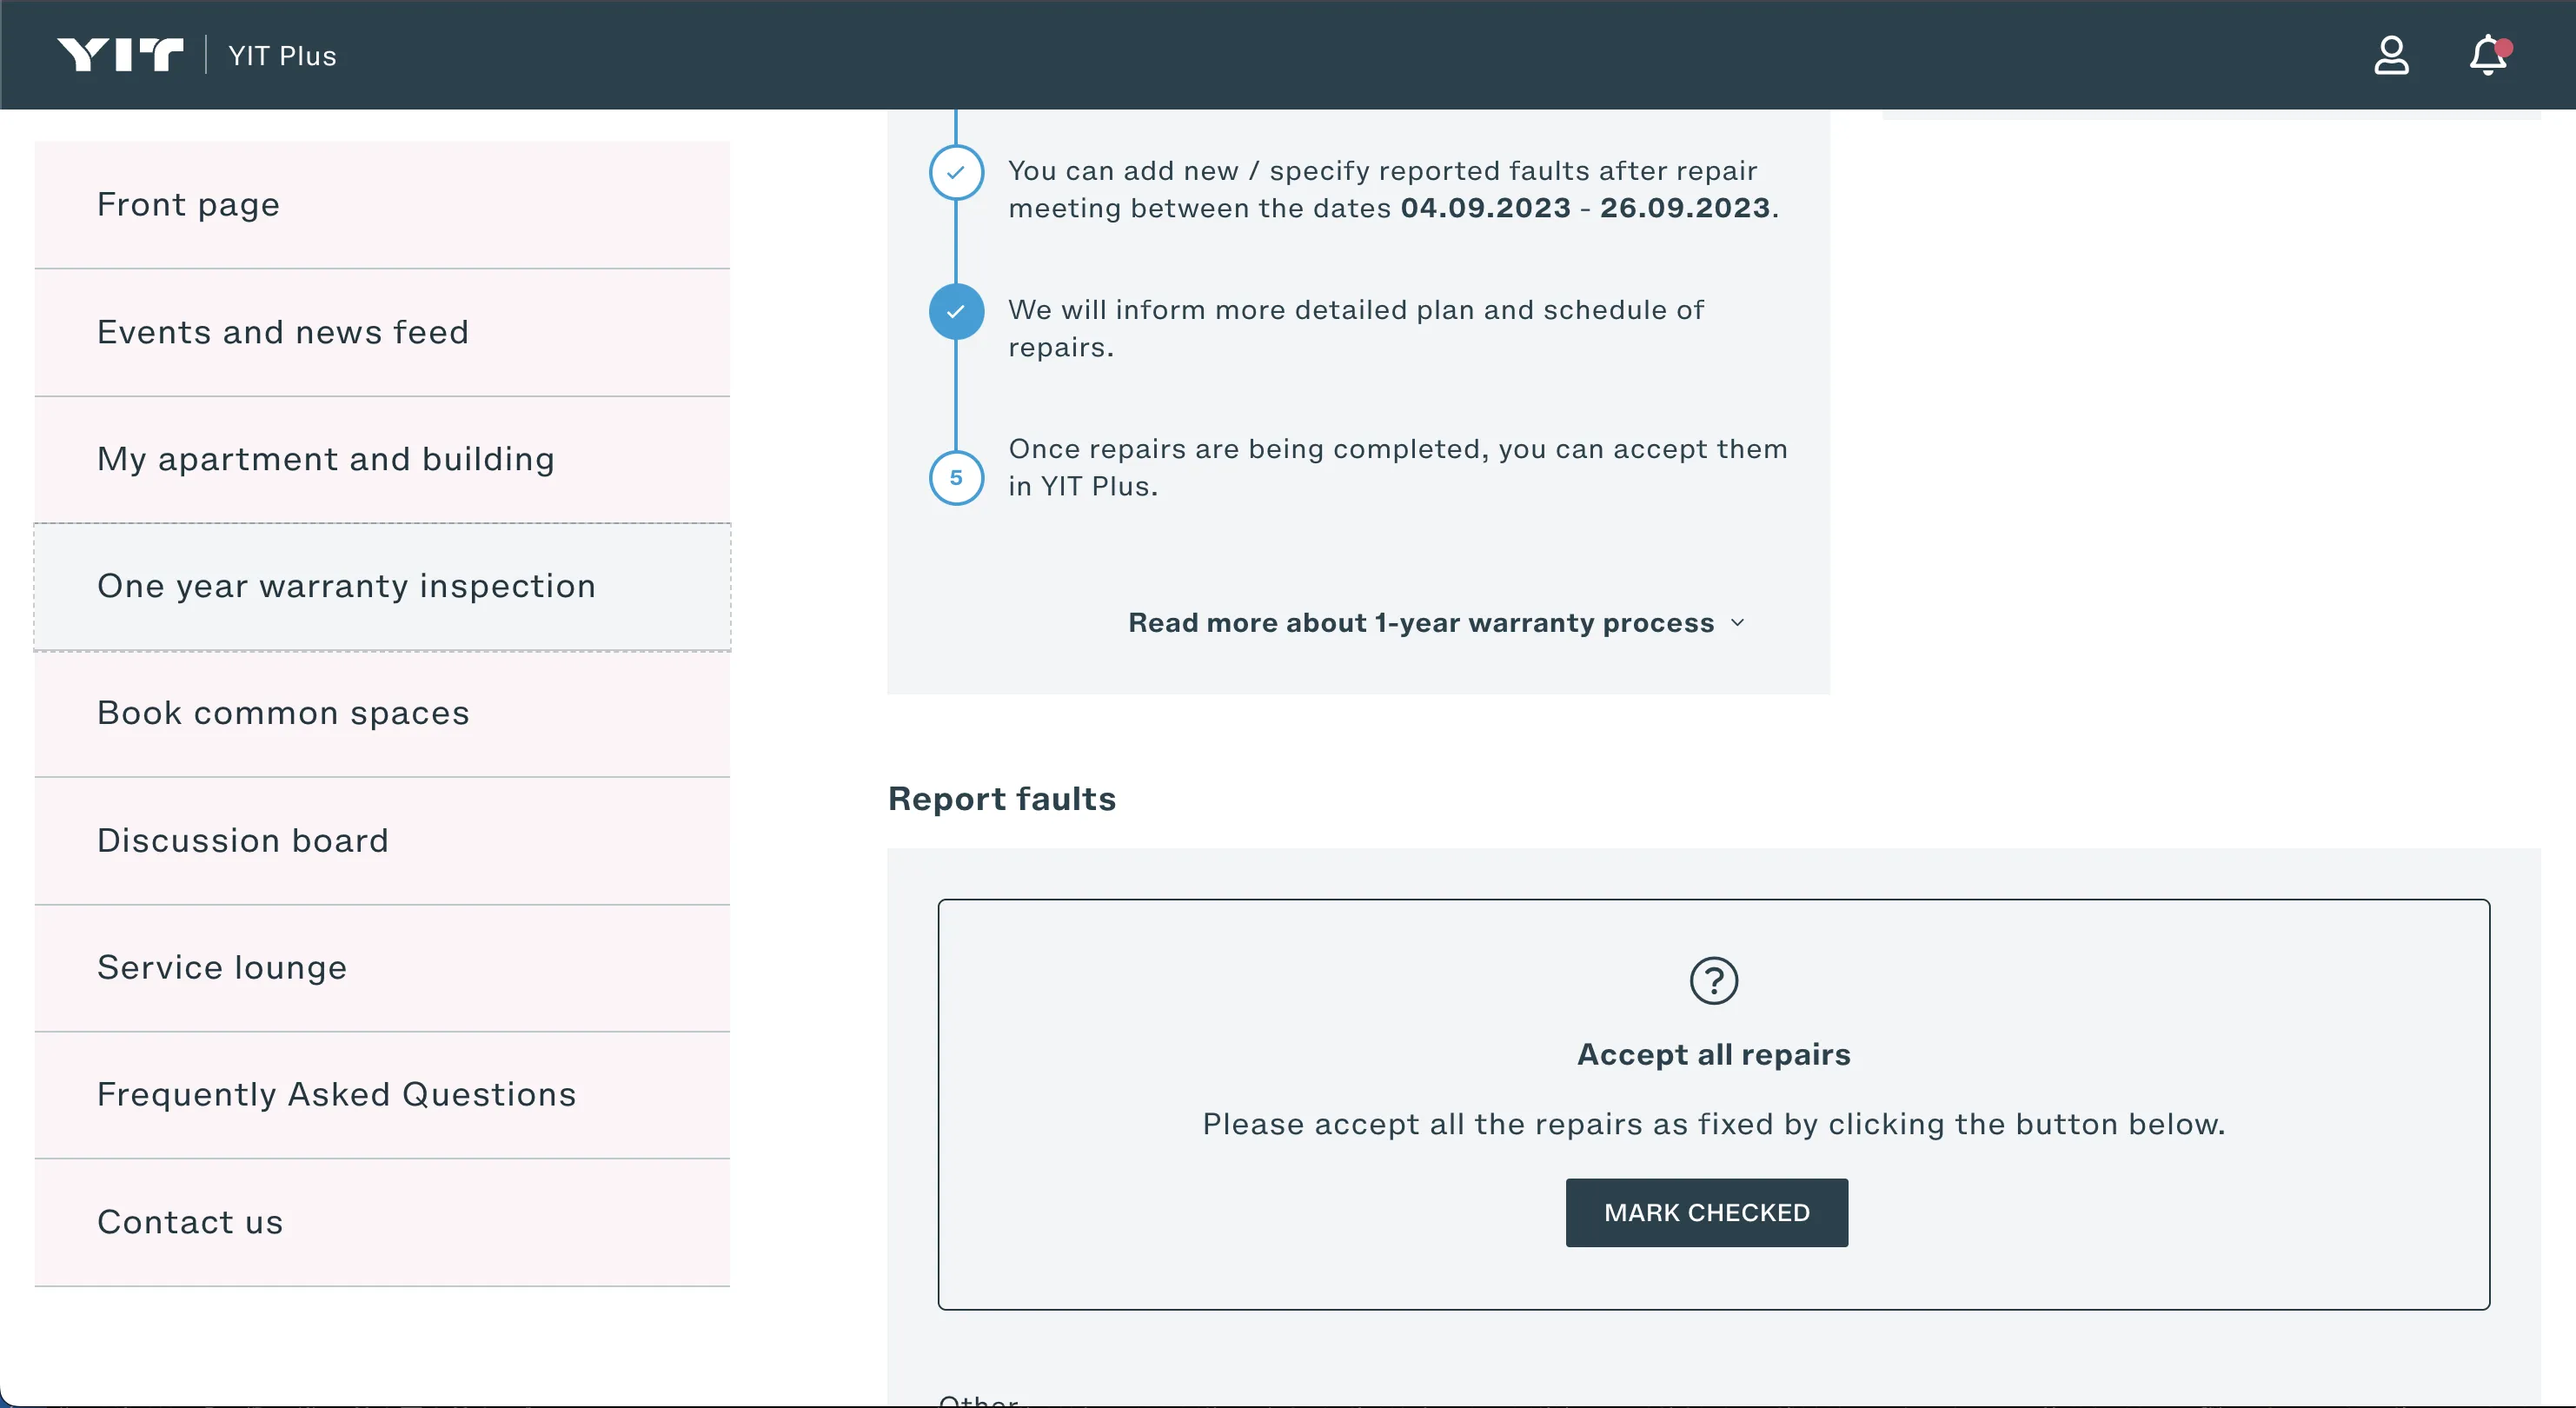 YIT
YIT Plus
Front page
Events and news feed
My apartment and building
One year warranty inspection
Book common spaces
Discussion board
Service lounge
Frequently Asked Questions
Contact us
You can add new / specify reported faults after repair
meeting between the dates 04.09.2023 - 26.09.2023.
We will inform more detailed plan and schedule of
repairs.
5
Once repairs are being completed, you can accept them
in YIT Plus.
Read more about 1-year warranty process
Report faults
?
Accept all repairs
Please accept all the repairs as fixed by clicking the button below.
MARK CHECKED
Other